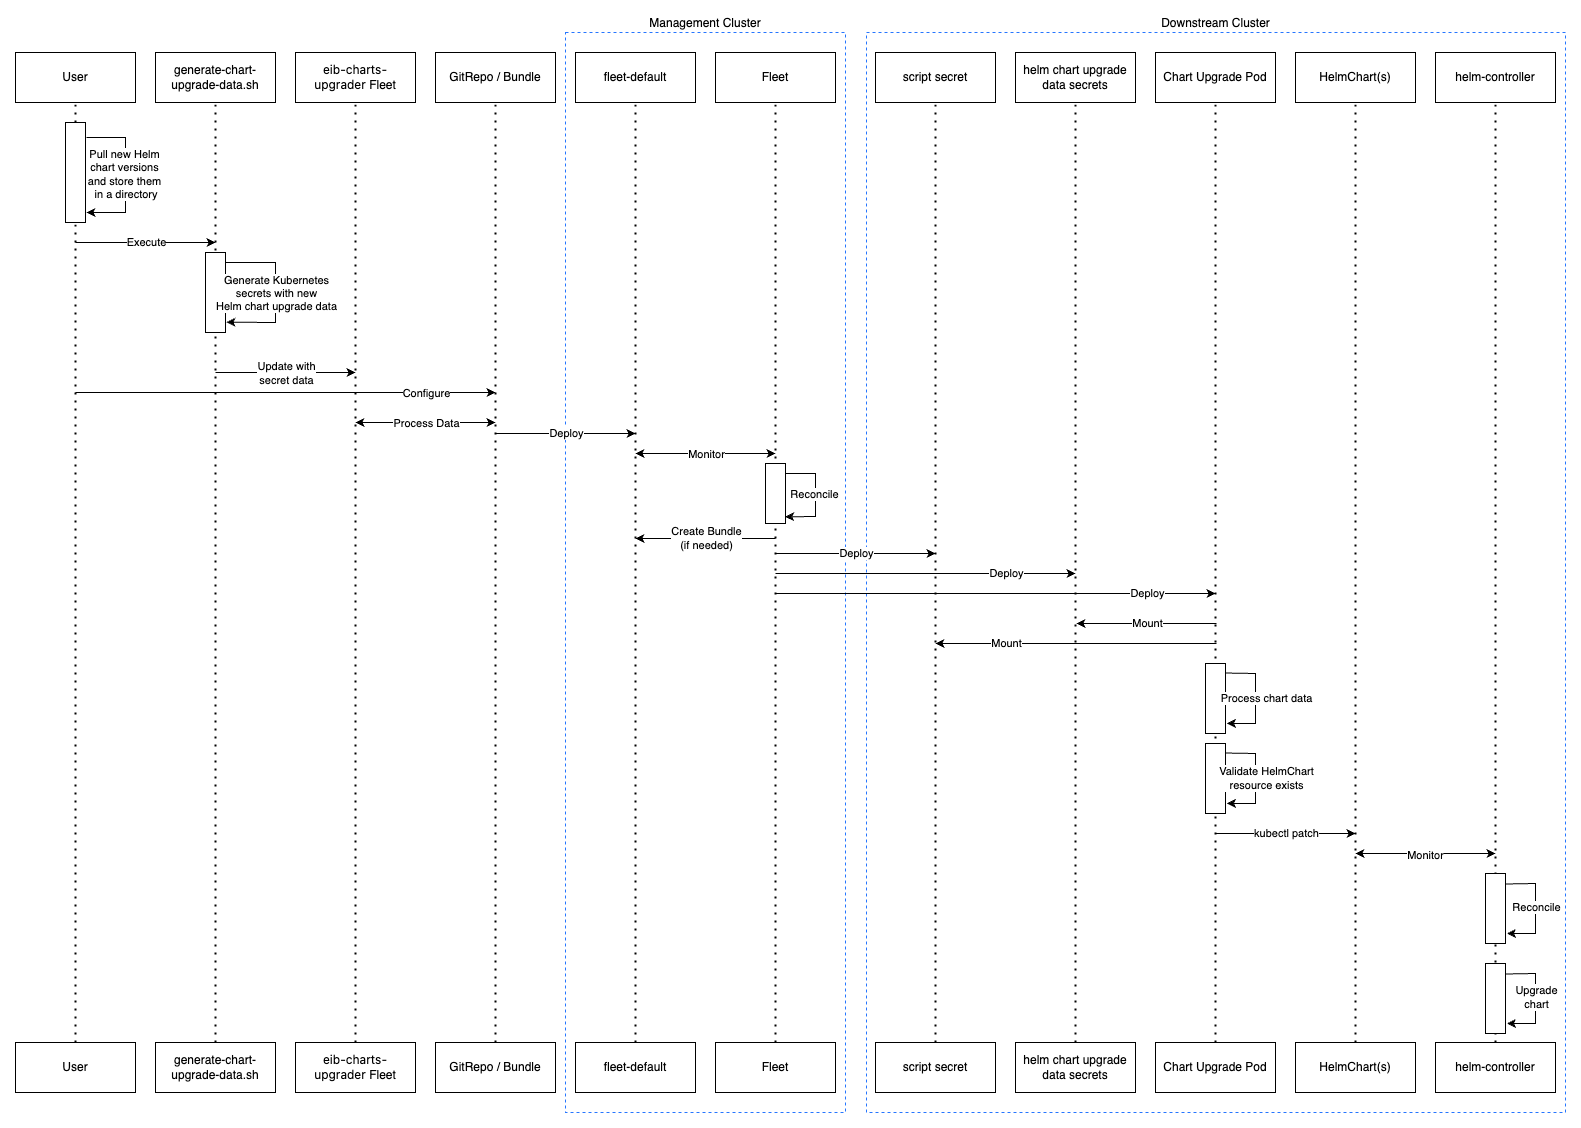 Management Cluster
Downstream Cluster
User
generate-chart-
upgrade-data.sh
eib-charts-
upgrader Fleet
GitRepo / Bundle
fleet-default
Fleet
script secret
helm chart upgrade
data secrets
Chart Upgrade Pod
HelmChart(s)
helm-controller
Pull new Helm
chart versions
and store them
in a directory
Execute
Generate Kubernetes
secrets with new
Helm chart upgrade data
Update with
secret data
Configure
Process Data
Deploy
Monitor
Reconcile
Create Bundle
(if needed)
Deploy
Deploy
Deploy
Mount
Mount
Process chart data
Validate HelmChart
resource exists
kubectl patch
Monitor
Reconcile
Upgrade
chart
User
generate-chart-
upgrade-data.sh
eib-charts-
upgrader Fleet
GitRepo / Bundle
fleet-default
Fleet
script secret
helm chart upgrade
data secrets
Chart Upgrade Pod
HelmChart(s)
helm-controller